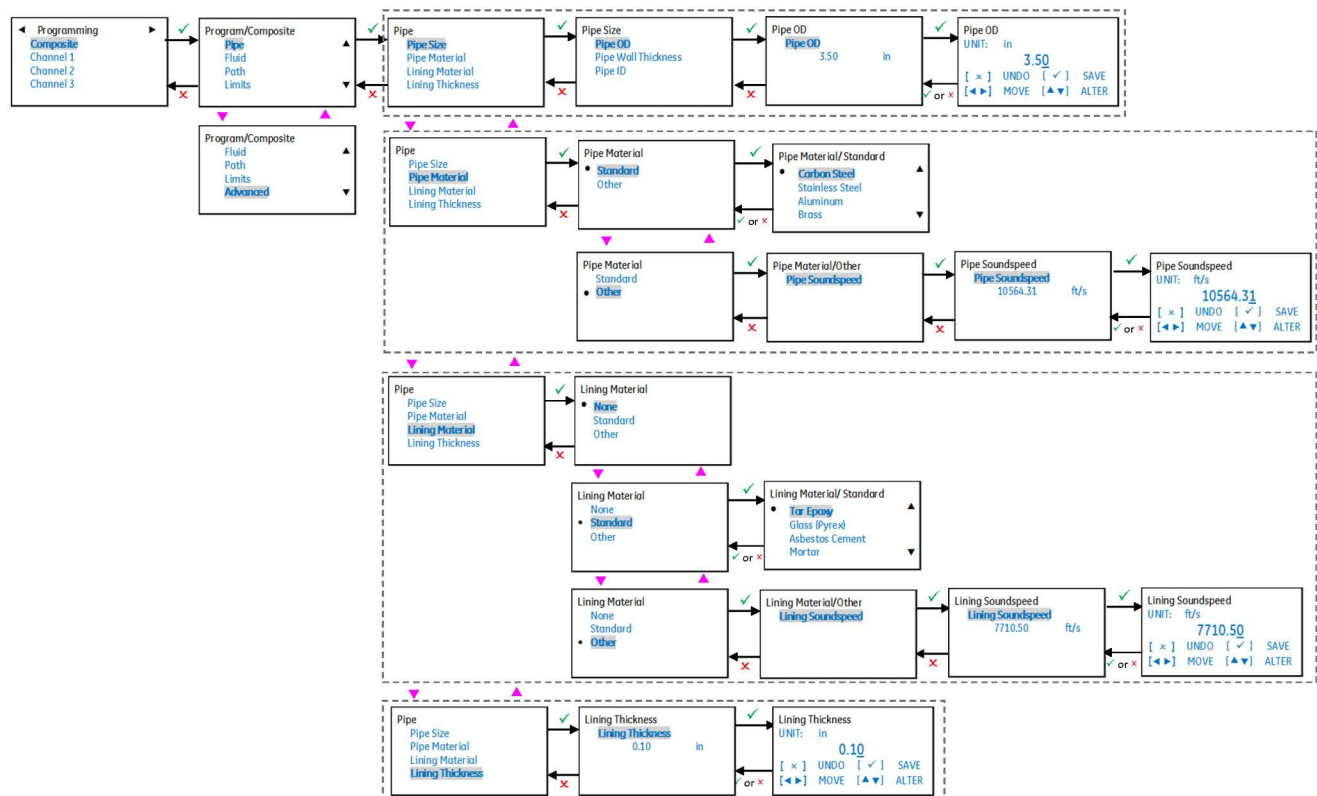 ◄ Programming ►
Composite
Channel 1
Channel 2
Channel 3
✓
x
Program/Composite
Pipe ▲
Fluid
Path
Limits ▼
✓
x
Pipe
Pipe Size
Pipe Material
Lining Material
Lining Thickness
✓
x
Pipe Size
Pipe OD
Pipe Wall Thickness
Pipe ID
✓
x
Pipe OD
Pipe OD
3.50 in
✓
✓ or x
Pipe OD
UNIT: in
3.50
[ x ] UNDO [ ✓ ] SAVE
[◄ ►] MOVE [▲ ▼] ALTER
Program/Composite
Fluid ▲
Path
Limits
Advanced ▼
Pipe
Pipe Size
Pipe Material
Lining Material
Lining Thickness
✓
x
Pipe Material
• Standard
Other
✓
✓ or x
Pipe Material/ Standard
• Carbon Steel ▲
Stainless Steel
Aluminum
Brass ▼
Pipe Material
Standard
• Other
✓
x
Pipe Material/Other
Pipe Soundspeed
✓
x
Pipe Soundspeed
Pipe Soundspeed
10564.31 ft/s
✓
✓ or x
Pipe Soundspeed
UNIT: ft/s
10564.31
[ x ] UNDO [ ✓ ] SAVE
[◄ ►] MOVE [▲ ▼] ALTER
Pipe
Pipe Size
Pipe Material
Lining Material
Lining Thickness
✓
x
Lining Material
• None
Standard
Other
Lining Material
None
• Standard
Other
✓
✓ or x
Lining Material/ Standard
• Tar Epoxy ▲
Glass (Pyrex)
Asbestos Cement
Mortar ▼
Lining Material
None
Standard
• Other
✓
x
Lining Material/Other
Lining Soundspeed
✓
x
Lining Soundspeed
Lining Soundspeed
7710.50 ft/s
✓
✓ or x
Lining Soundspeed
UNIT: ft/s
7710.50
[ x ] UNDO [ ✓ ] SAVE
[◄ ►] MOVE [▲ ▼] ALTER
Pipe
Pipe Size
Pipe Material
Lining Material
Lining Thickness
✓
x
Lining Thickness
Lining Thickness
0.10 in
✓
✓ or x
Lining Thickness
UNIT: in
0.10
[ x ] UNDO [ ✓ ] SAVE
[◄ ►] MOVE [▲ ▼] ALTER